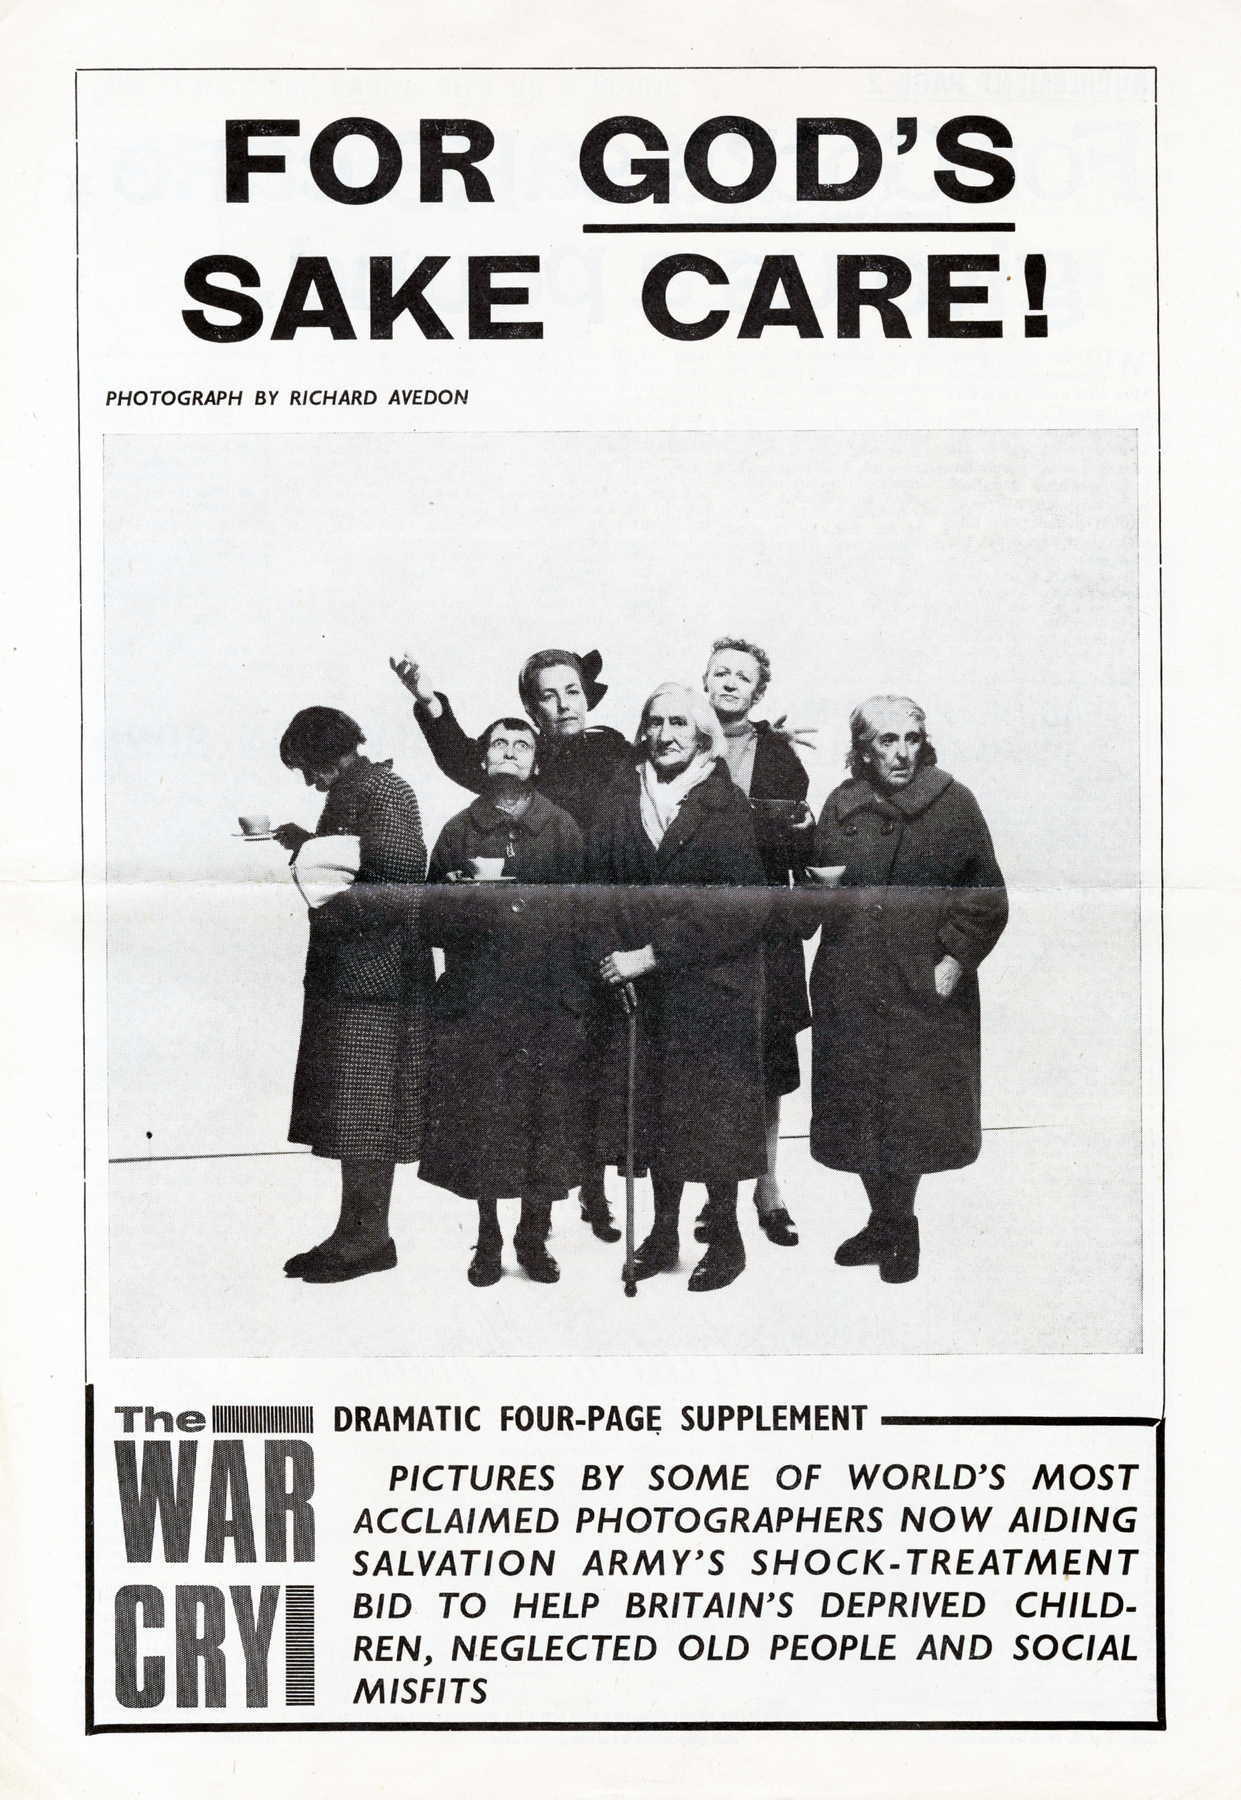 FOR GOD'S
SAKE CARE!
PHOTOGRAPH BY RICHARD AVEDON
The
WAR
CRY
DRAMATIC FOUR-PAGE SUPPLEMENT
PICTURES BY SOME OF WORLD'S MOST
ACCLAIMED PHOTOGRAPHERS NOW AIDING
SALVATION ARMY'S SHOCK-TREATMENT
BID TO HELP BRITAIN'S DEPRIVED CHILD-
REN, NEGLECTED OLD PEOPLE AND SOCIAL
MISFITS